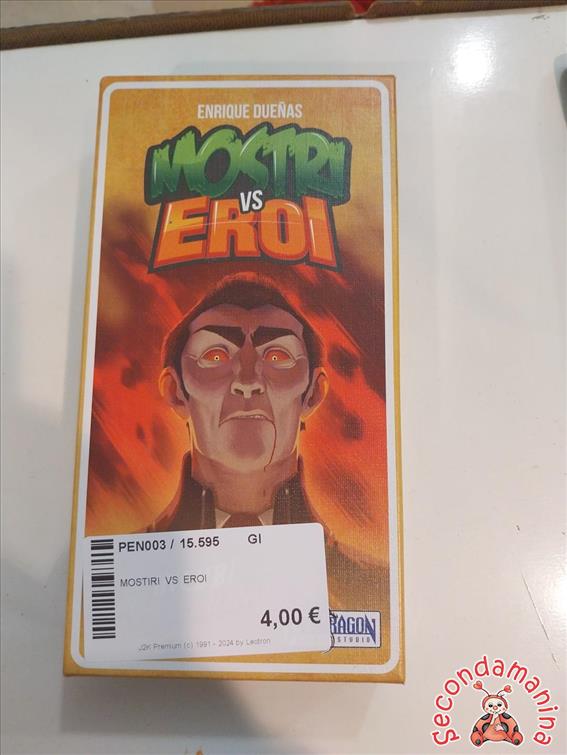 ENRIQUE DUEÑAS
MOSTRI
VS
EROI
PEN003 / 15.595 GI
MOSTIRI VS EROI
4,00 €
J2K Premium (c) 1991 - 2024 by Lectron
RAGON
STUDIO
Secondamanina